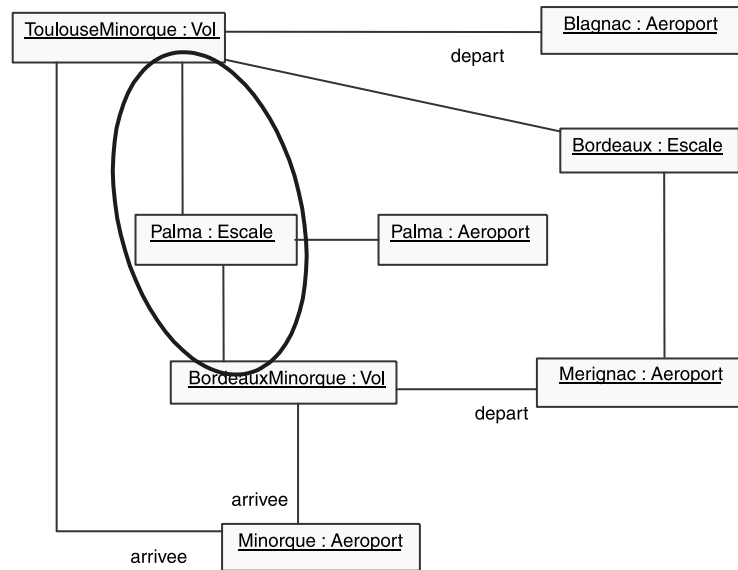 ToulouseMinorque : Vol
Blagnac : Aeroport
depart
Bordeaux : Escale
Palma : Escale
Palma : Aeroport
BordeauxMinorque : Vol
Merignac : Aeroport
depart
arrivee
Minorque : Aeroport
arrivee